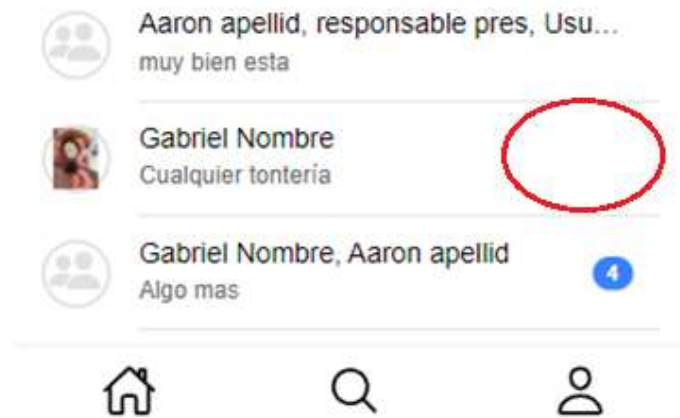 Aaron apellid, responsable pres, Usu...
muy bien esta
Gabriel Nombre
Cualquier tontería
Gabriel Nombre, Aaron apellid
4
Algo mas